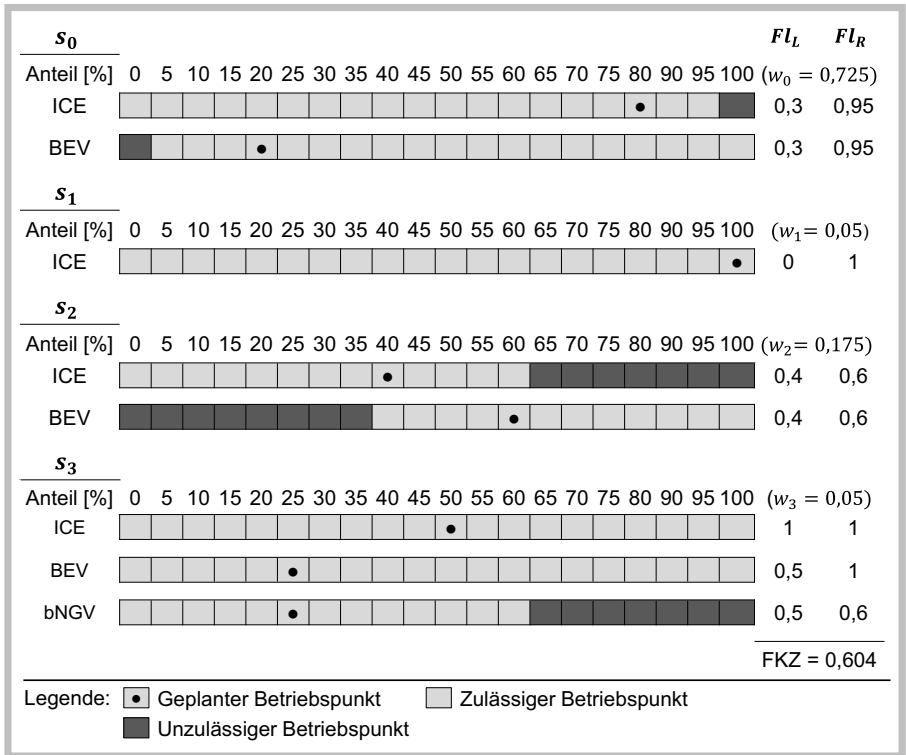 s₀ Fl_L Fl_R
Anteil [%] 0 5 10 15 20 25 30 35 40 45 50 55 60 65 70 75 80 90 95 100 (w₀ = 0,725)
ICE 0,3 0,95
BEV 0,3 0,95
s₁
Anteil [%] 0 5 10 15 20 25 30 35 40 45 50 55 60 65 70 75 80 90 95 100 (w₁= 0,05)
ICE 0 1
s₂
Anteil [%] 0 5 10 15 20 25 30 35 40 45 50 55 60 65 70 75 80 90 95 100 (w₂= 0,175)
ICE 0,4 0,6
BEV 0,4 0,6
s₃
Anteil [%] 0 5 10 15 20 25 30 35 40 45 50 55 60 65 70 75 80 90 95 100 (w₃ = 0,05)
ICE 1 1
BEV 0,5 1
bNGV 0,5 0,6
FKZ = 0,604
Legende: Geplanter Betriebspunkt Zulässiger Betriebspunkt
Unzulässiger Betriebspunkt